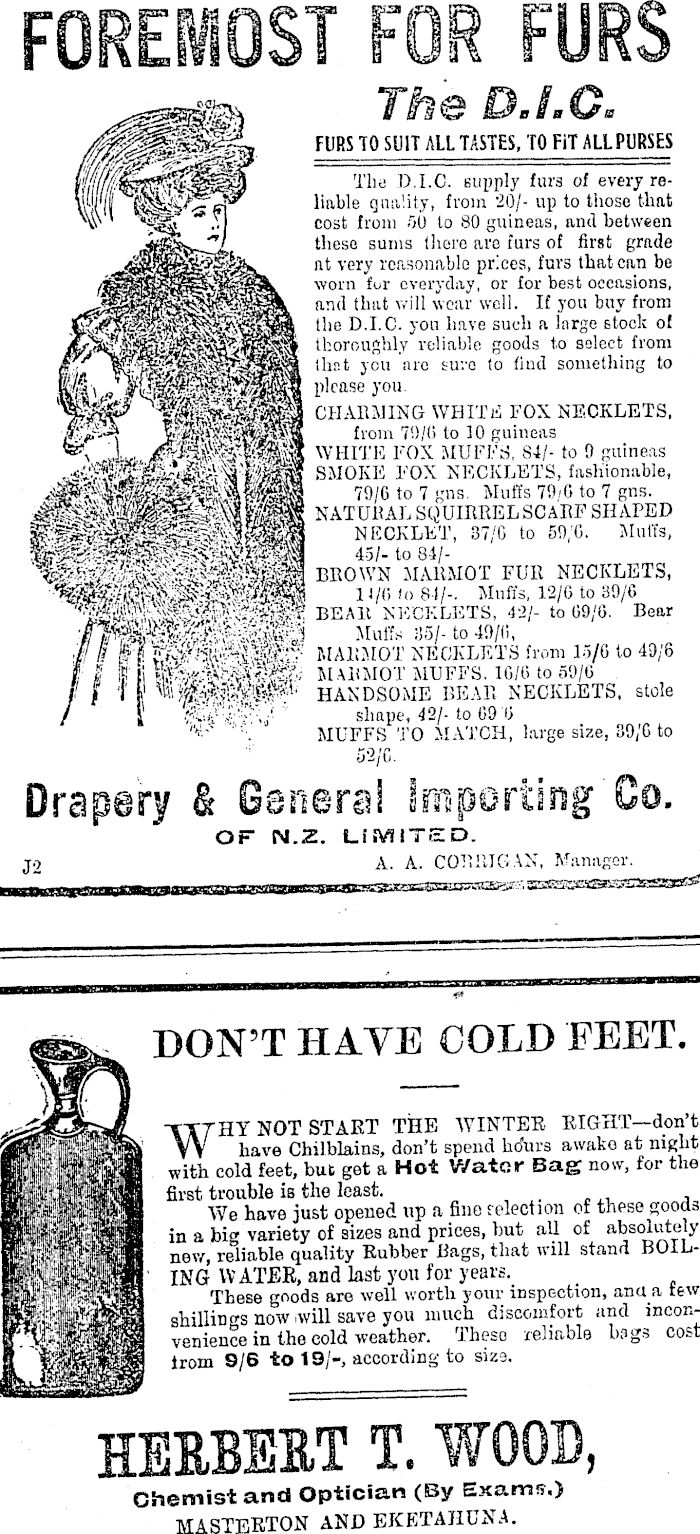 FOREMOST FOR FURS
The D.I.C.
FURS TO SUIT ALL TASTES, TO FIT ALL PURSES
The D.I.C. supply furs of every re-
liable quality, from 20/- up to those that
cost from 50 to 80 guineas, and between
these sums there are furs of first grade
at very reasonable prices, furs that can be
worn for everyday, or for best occasions,
and that will wear well. If you buy from
the D.I.C. you have such a large stock of
thoroughly reliable goods to select from
that you are sure to find something to
please you.
CHARMING WHITE FOX NECKLETS,
from 79/6 to 10 guineas
WHITE FOX MUFFS, 84/- to 9 guineas
SMOKE FOX NECKLETS, fashionable,
79/6 to 7 gns. Muffs 79/6 to 7 gns.
NATURAL SQUIRREL SCARF SHAPED
NECKLET, 37/6 to 59/6. Muffs,
45/- to 84/-
BROWN MARMOT FUR NECKLETS,
14/6 to 84/-. Muffs, 12/6 to 39/6
BEAR NECKLETS, 42/- to 69/6. Bear
Muffs 35/- to 49/6,
MARMOT NECKLETS from 15/6 to 49/6
MARMOT MUFFS, 16/6 to 59/6
HANDSOME BEAR NECKLETS, stole
shape, 42/- to 69/6
MUFFS TO MATCH, large size, 39/6 to
52/6.
Drapery & General Importing Co.
OF N.Z. LIMITED.
J2 A. A. CORRIGAN, Manager.
DON'T HAVE COLD FEET.
WHY NOT START THE WINTER RIGHT—don't
have Chilblains, don't spend hours awake at night
with cold feet, but get a Hot Water Bag now, for the
first trouble is the least.
We have just opened up a fine selection of these goods
in a big variety of sizes and prices, but all of absolutely
new, reliable quality Rubber Bags, that will stand BOIL-
ING WATER, and last you for years.
These goods are well worth your inspection, and a few
shillings now will save you much discomfort and incon-
venience in the cold weather. These reliable bags cost
from 9/6 to 19/-, according to size.
HERBERT T. WOOD,
Chemist and Optician (By Exams.)
MASTERTON AND EKETAHUNA.